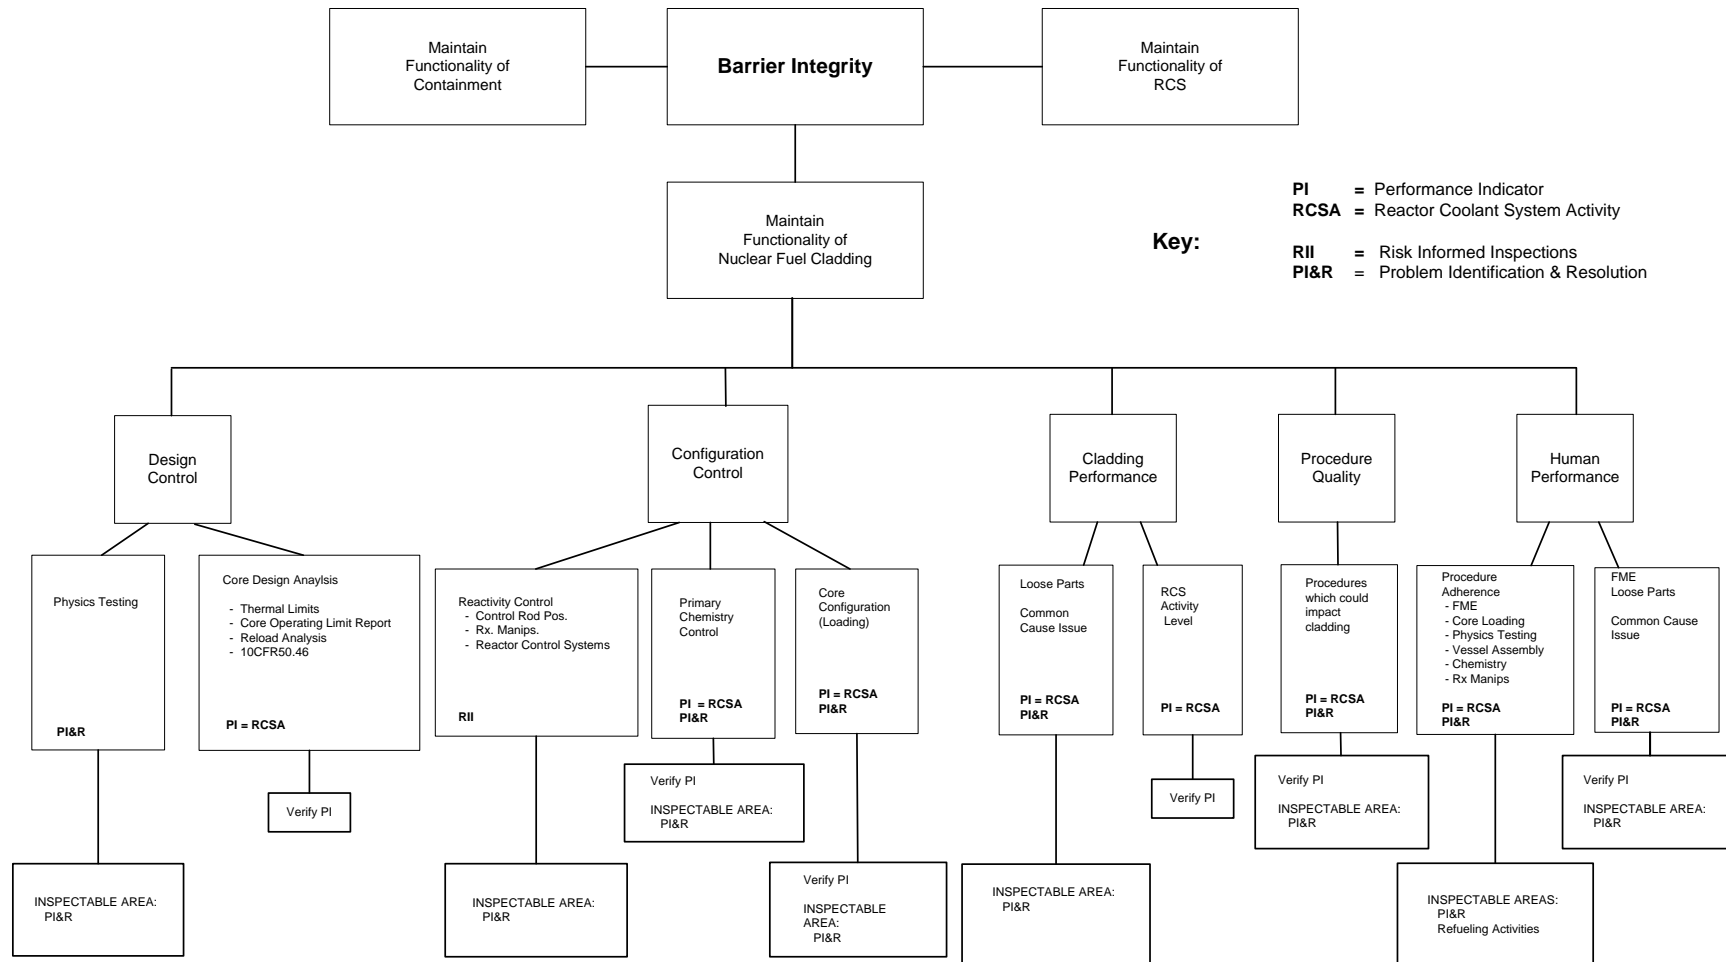 Maintain
Functionality of
Containment
Barrier Integrity
Maintain
Functionality of
RCS
Maintain
Functionality of
Nuclear Fuel Cladding
Key:
PI = Performance Indicator
RCSA = Reactor Coolant System Activity
RII = Risk Informed Inspections
PI&R = Problem Identification & Resolution
Design
Control
Configuration
Control
Cladding
Performance
Procedure
Quality
Human
Performance
Physics Testing
PI&R
Core Design Anaylsis
- Thermal Limits
- Core Operating Limit Report
- Reload Analysis
- 10CFR50.46
PI = RCSA
Reactivity Control
- Control Rod Pos.
- Rx. Manips.
- Reactor Control Systems
RII
Primary
Chemistry
Control
PI = RCSA
PI&R
Core
Configuration
(Loading)
PI = RCSA
PI&R
Loose Parts
Common
Cause Issue
PI = RCSA
PI&R
RCS
Activity
Level
PI = RCSA
Procedures
which could
impact
cladding
PI = RCSA
PI&R
Procedure
Adherence
- FME
- Core Loading
- Physics Testing
- Vessel Assembly
- Chemistry
- Rx Manips
PI = RCSA
PI&R
FME
Loose Parts
Common Cause
Issue
PI = RCSA
PI&R
INSPECTABLE AREA:
PI&R
Verify PI
INSPECTABLE AREA:
PI&R
Verify PI
INSPECTABLE AREA:
PI&R
Verify PI
INSPECTABLE
AREA:
PI&R
INSPECTABLE AREA:
PI&R
Verify PI
Verify PI
INSPECTABLE AREA:
PI&R
INSPECTABLE AREAS:
PI&R
Refueling Activities
Verify PI
INSPECTABLE AREA:
PI&R